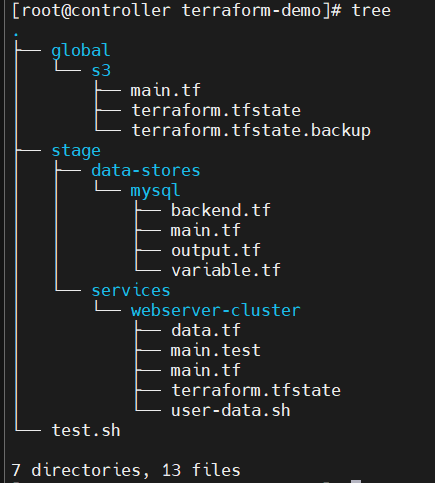 [root@controller terraform-demo]# tree
.
├── global
│   └── s3
│       ├── main.tf
│       ├── terraform.tfstate
│       └── terraform.tfstate.backup
├── stage
│   ├── data-stores
│   │   └── mysql
│   │       ├── backend.tf
│   │       ├── main.tf
│   │       ├── output.tf
│   │       └── variable.tf
│   └── services
│       └── webserver-cluster
│           ├── data.tf
│           ├── main.test
│           ├── main.tf
│           ├── terraform.tfstate
│           └── user-data.sh
└── test.sh
7 directories, 13 files